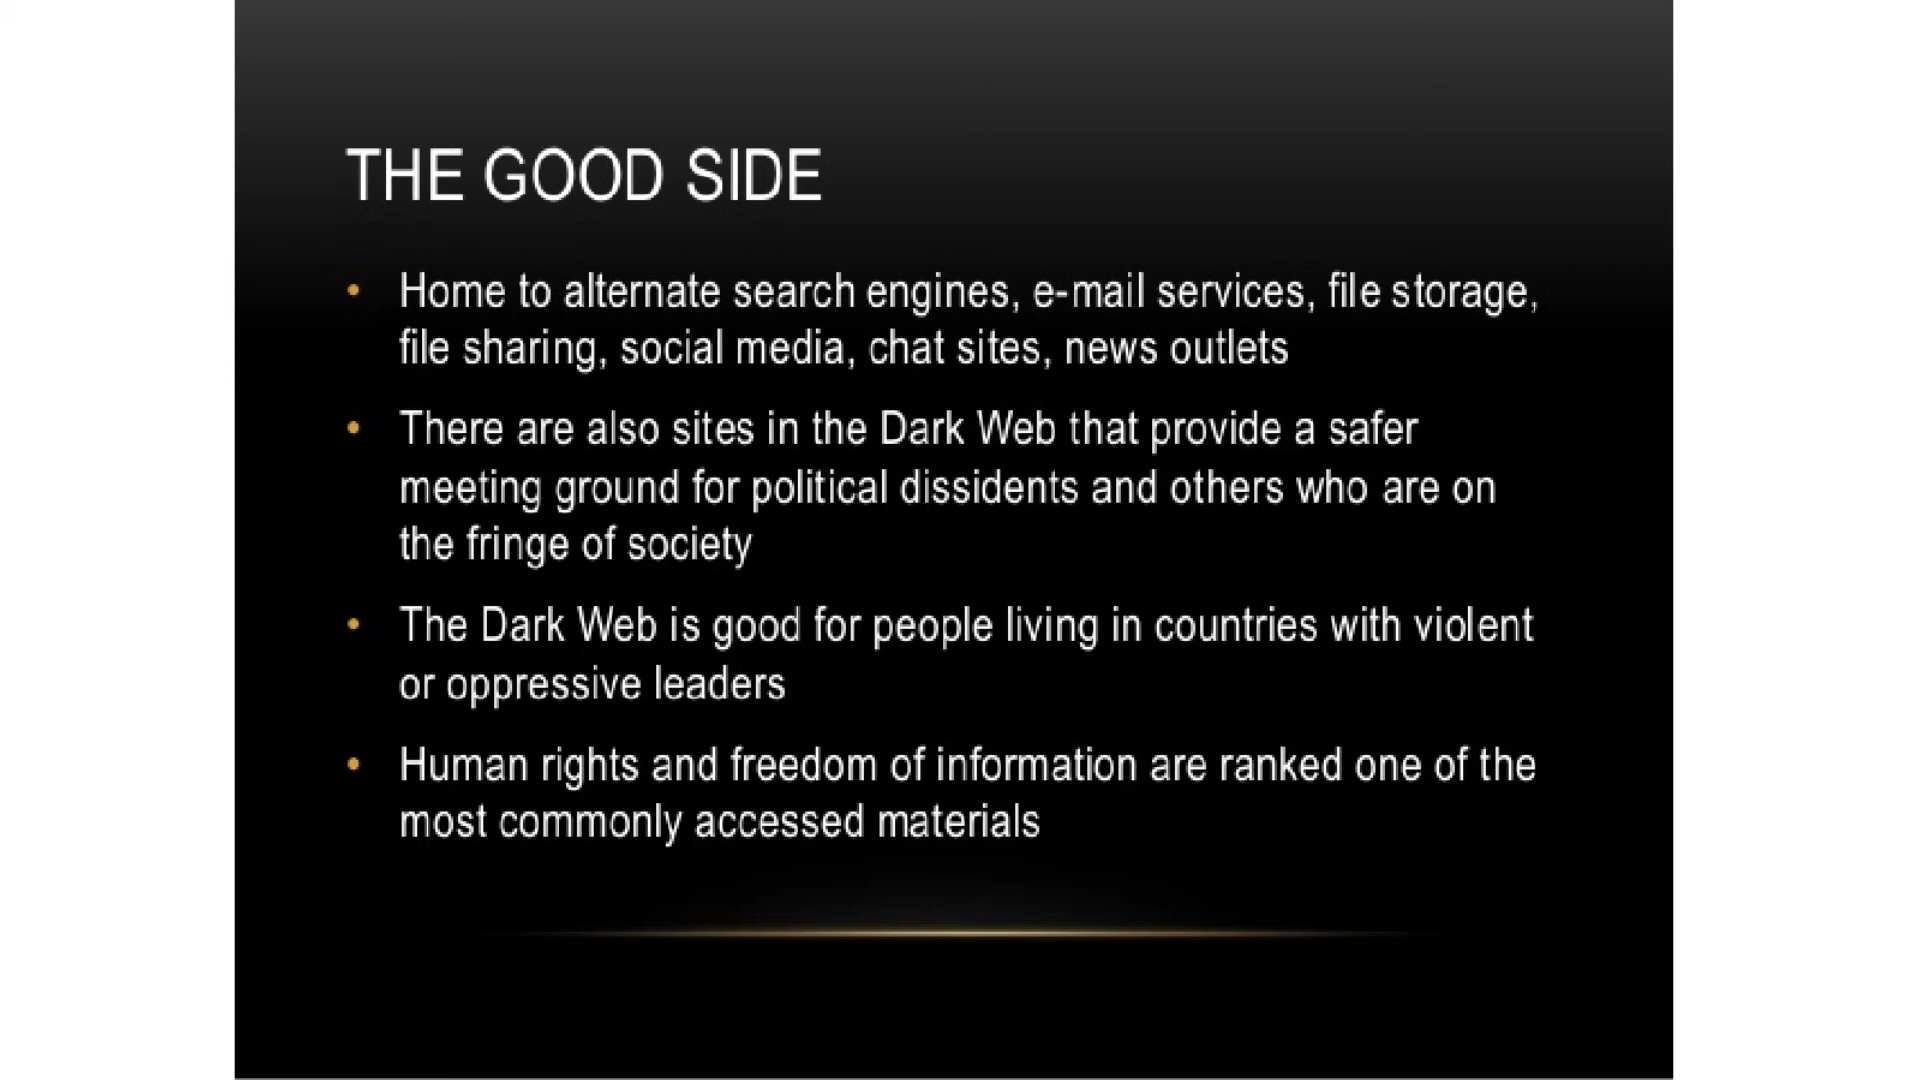 THE GOOD SIDE
• Home to alternate search engines, e-mail services, file storage,
file sharing, social media, chat sites, news outlets
• There are also sites in the Dark Web that provide a safer
meeting ground for political dissidents and others who are on
the fringe of society
• The Dark Web is good for people living in countries with violent
or oppressive leaders
• Human rights and freedom of information are ranked one of the
most commonly accessed materials